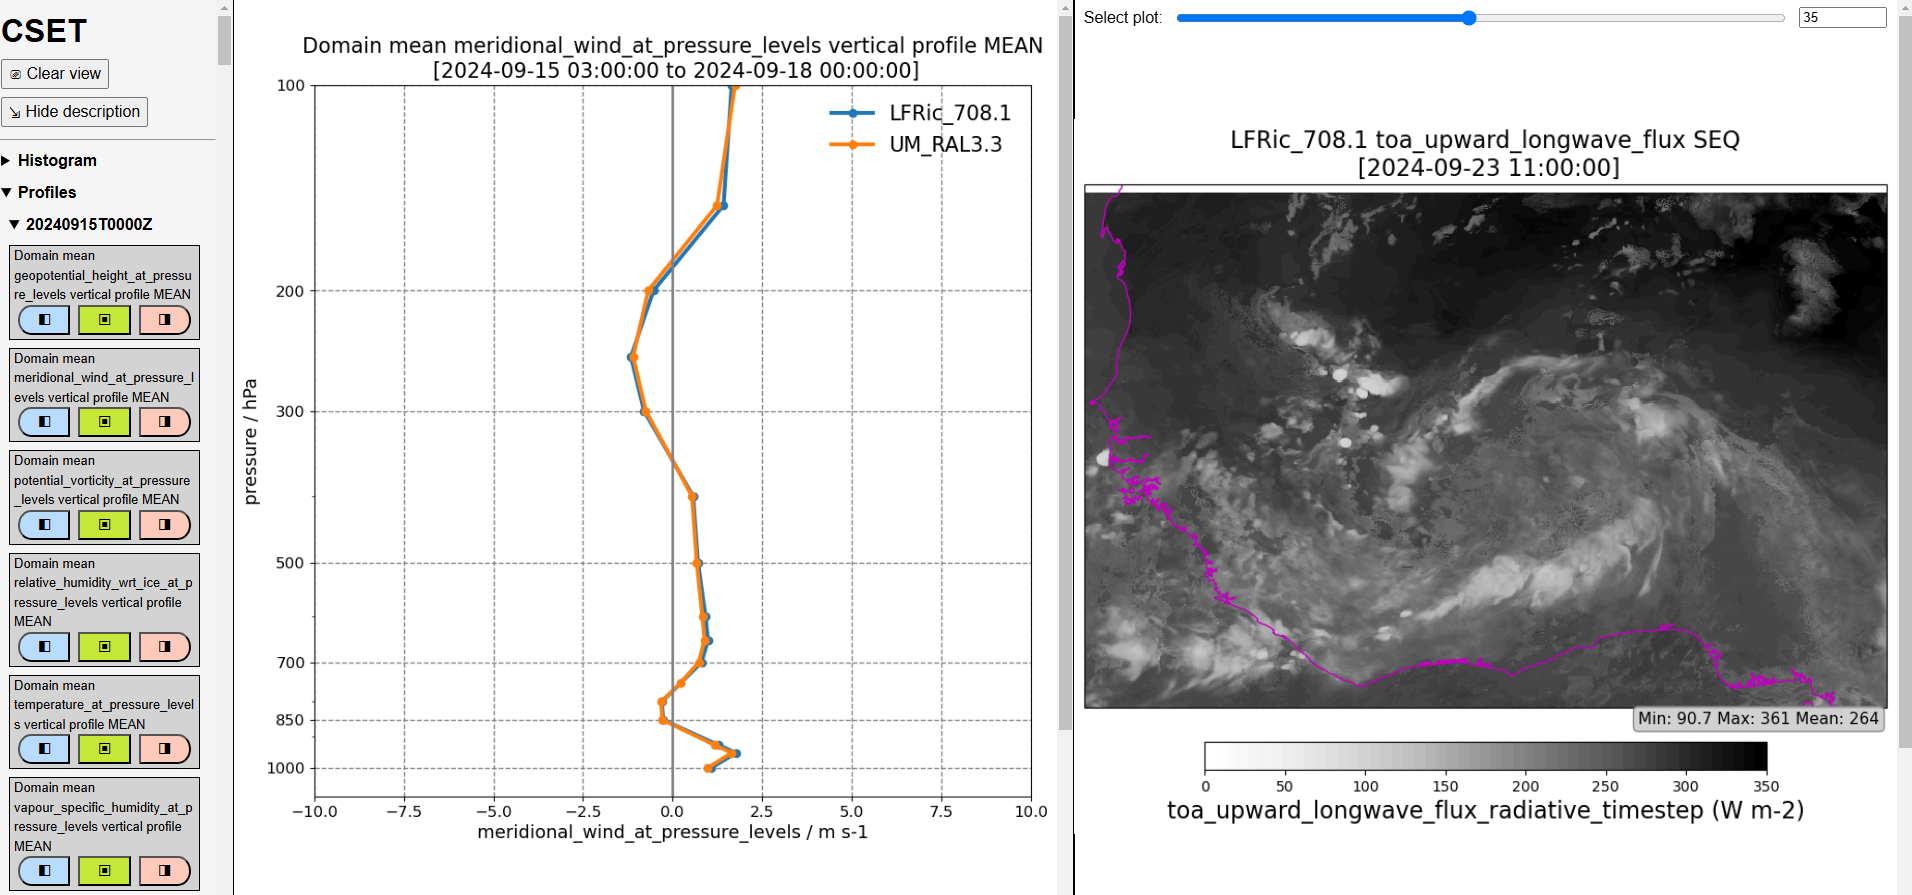 CSET
Clear view
Hide description
Histogram
Profiles
20240915T0000Z
Domain mean
geopotential_height_at_pressu
re_levels vertical profile MEAN
Domain mean
meridional_wind_at_pressure_l
evels vertical profile MEAN
Domain mean
potential_vorticity_at_pressure
_levels vertical profile MEAN
Domain mean
relative_humidity_wrt_ice_at_p
ressure_levels vertical profile
MEAN
Domain mean
temperature_at_pressure_level
s vertical profile MEAN
Domain mean
vapour_specific_humidity_at_p
ressure_levels vertical profile
MEAN
Domain mean meridional_wind_at_pressure_levels vertical profile MEAN
[2024-09-15 03:00:00 to 2024-09-18 00:00:00]
LFRic_708.1
UM_RAL3.3
100
200
300
500
700
850
1000
pressure / hPa
−10.0 −7.5 −5.0 −2.5 0.0 2.5 5.0 7.5 10.0
meridional_wind_at_pressure_levels / m s-1
Select plot: 35
LFRic_708.1 toa_upward_longwave_flux SEQ
[2024-09-23 11:00:00]
Min: 90.7 Max: 361 Mean: 264
0 50 100 150 200 250 300 350
toa_upward_longwave_flux_radiative_timestep (W m-2)